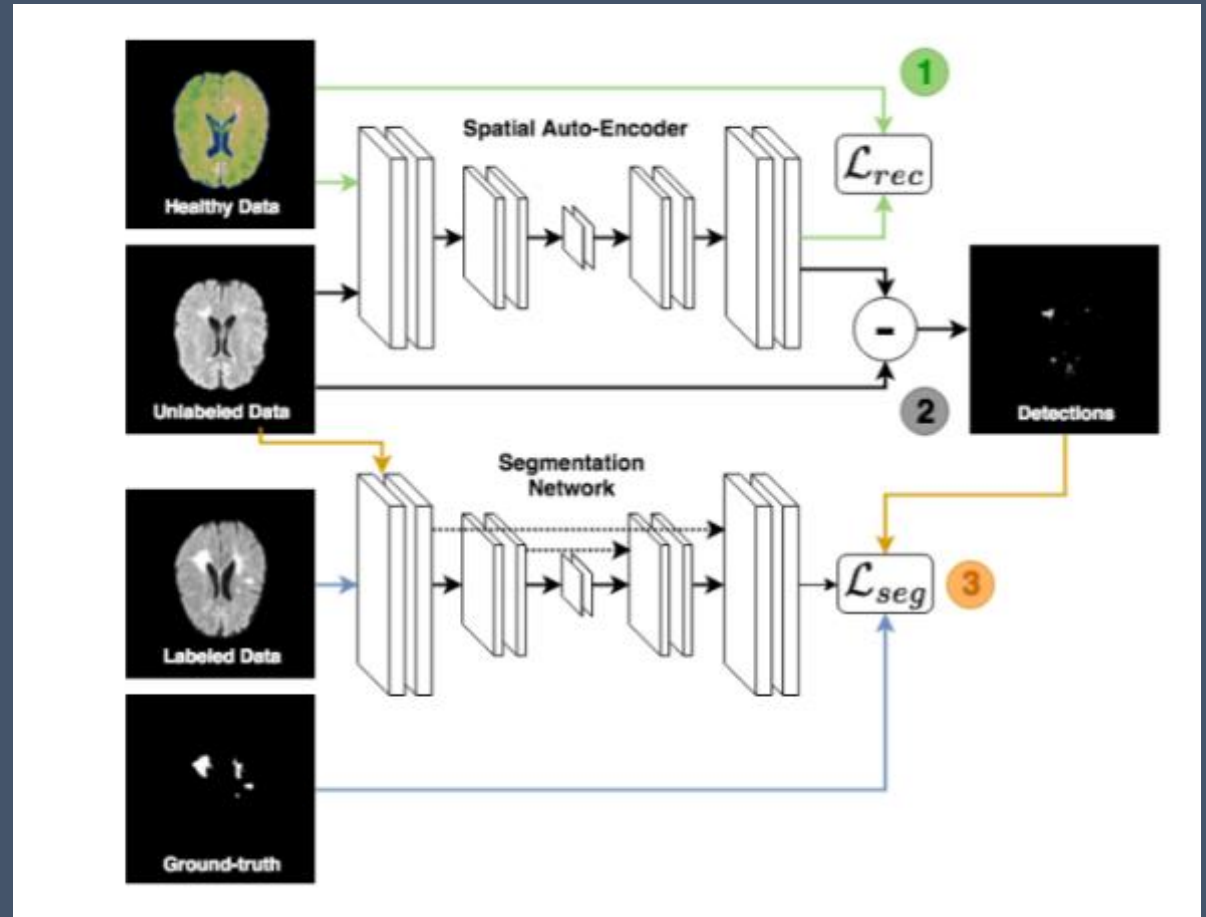 1
Spatial Auto-Encoder
ℒrec
Healthy Data
-
Unlabeled Data
2
Detections
Segmentation
Network
ℒseg
3
Labeled Data
Ground-truth